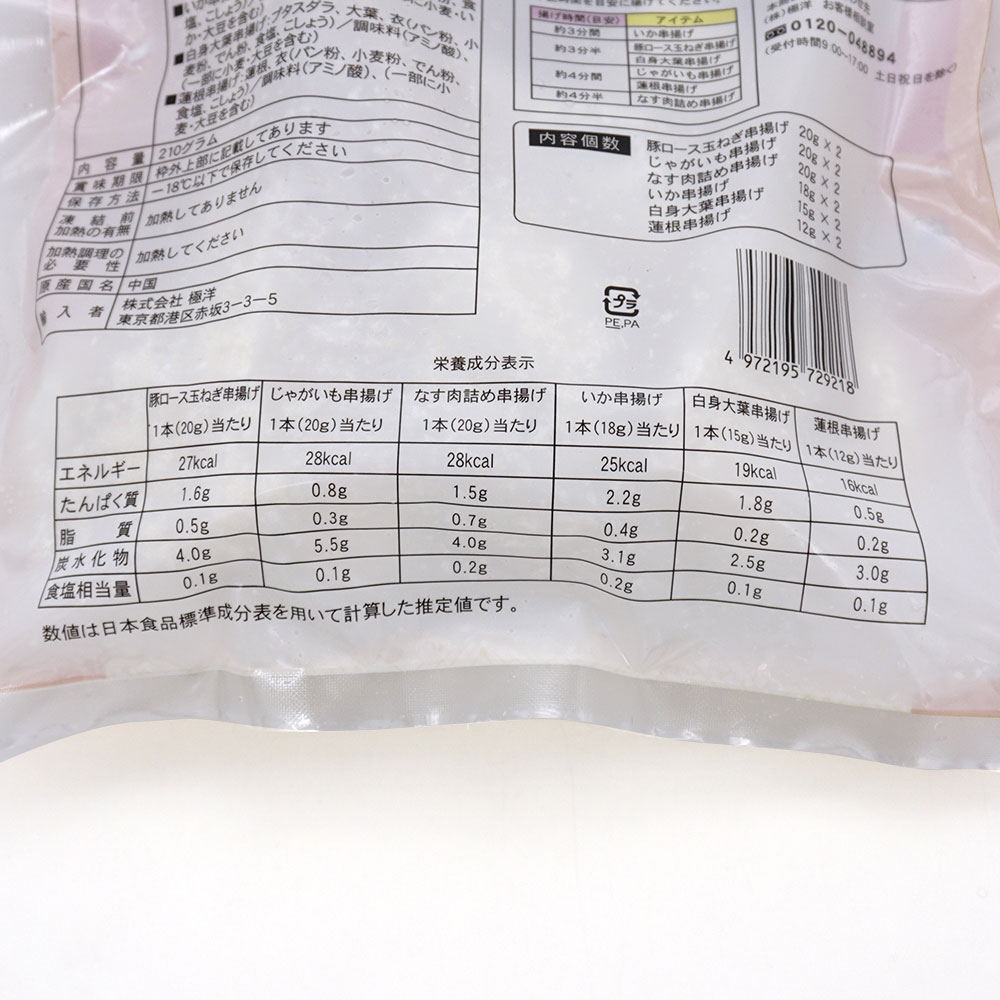 塩、こしょう)/調味料(アミノ酸)、
か・大豆を含む)
■白身大葉串揚げ:ブタスダラ、大葉、衣(パン粉、小
麦粉、でん粉、食塩、こしょう)/調味料(アミノ酸)、
(一部に小麦・大豆を含む)
■蓮根串揚げ:蓮根、衣(パン粉、小麦粉、でん粉、
食塩、こしょう)/調味料(アミノ酸)、(一部に小
麦・大豆を含む)
内容量 210グラム
賞味期限 枠外上部に記載してあります
保存方法 -18℃以下で保存してください
凍結前加熱の有無 加熱してありません
加熱調理の必要性 加熱してください
原産国名 中国
輸入者 株式会社 極洋
東京都港区赤坂3-3-5
揚げ時間(目安) アイテム
約3分間 いか串揚げ
約3分半 豚ロース玉ねぎ串揚げ
白身大葉串揚げ
約4分間 じゃがいも串揚げ
蓮根串揚げ
約4分半 なす肉詰め串揚げ
(株)極洋 お客様相談室
0120-048894
(受付時間9:00~17:00 土日祝日を除く)
内容個数
豚ロース玉ねぎ串揚げ 20g×2
じゃがいも串揚げ 20g×2
なす肉詰め串揚げ 20g×2
いか串揚げ 18g×2
白身大葉串揚げ 15g×2
蓮根串揚げ 12g×2
プラ
PE,PA
4 972195 729218
栄養成分表示
豚ロース玉ねぎ串揚げ じゃがいも串揚げ なす肉詰め串揚げ いか串揚げ 白身大葉串揚げ 蓮根串揚げ
1本(20g)当たり 1本(20g)当たり 1本(20g)当たり 1本(18g)当たり 1本(15g)当たり 1本(12g)当たり
エネルギー 27kcal 28kcal 28kcal 25kcal 19kcal 16kcal
たんぱく質 1.6g 0.8g 1.5g 2.2g 1.8g 0.5g
脂質 0.5g 0.3g 0.7g 0.4g 0.2g 0.2g
炭水化物 4.0g 5.5g 4.0g 3.1g 2.5g 3.0g
食塩相当量 0.1g 0.1g 0.2g 0.2g 0.1g 0.1g
数値は日本食品標準成分表を用いて計算した推定値です。